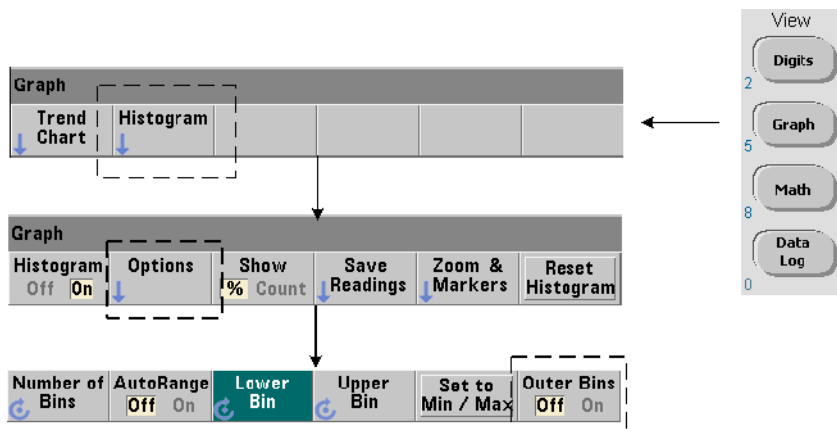 View
Digits
2
Graph
5
Math
8
Data
Log
0
Graph
Trend
Chart
Histogram
Graph
Histogram
Off On
Options
Show
% Count
Save
Readings
Zoom &
Markers
Reset
Histogram
Number of
Bins
AutoRange
Off On
Lower
Bin
Upper
Bin
Set to
Min / Max
Outer Bins
Off On